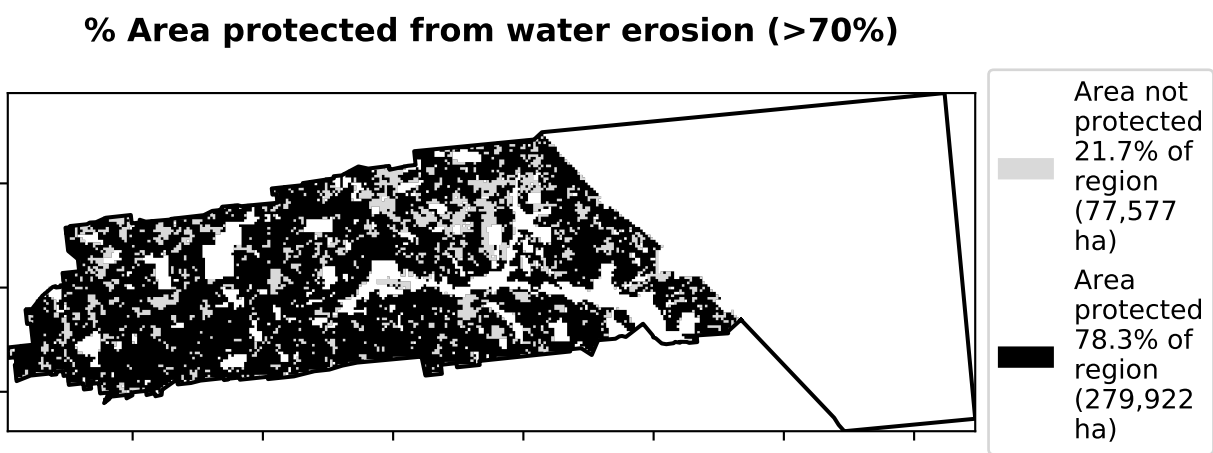 % Area protected from water erosion (>70%)
Area not
protected
21.7% of
region
(77,577
ha)
Area
protected
78.3% of
region
(279,922
ha)